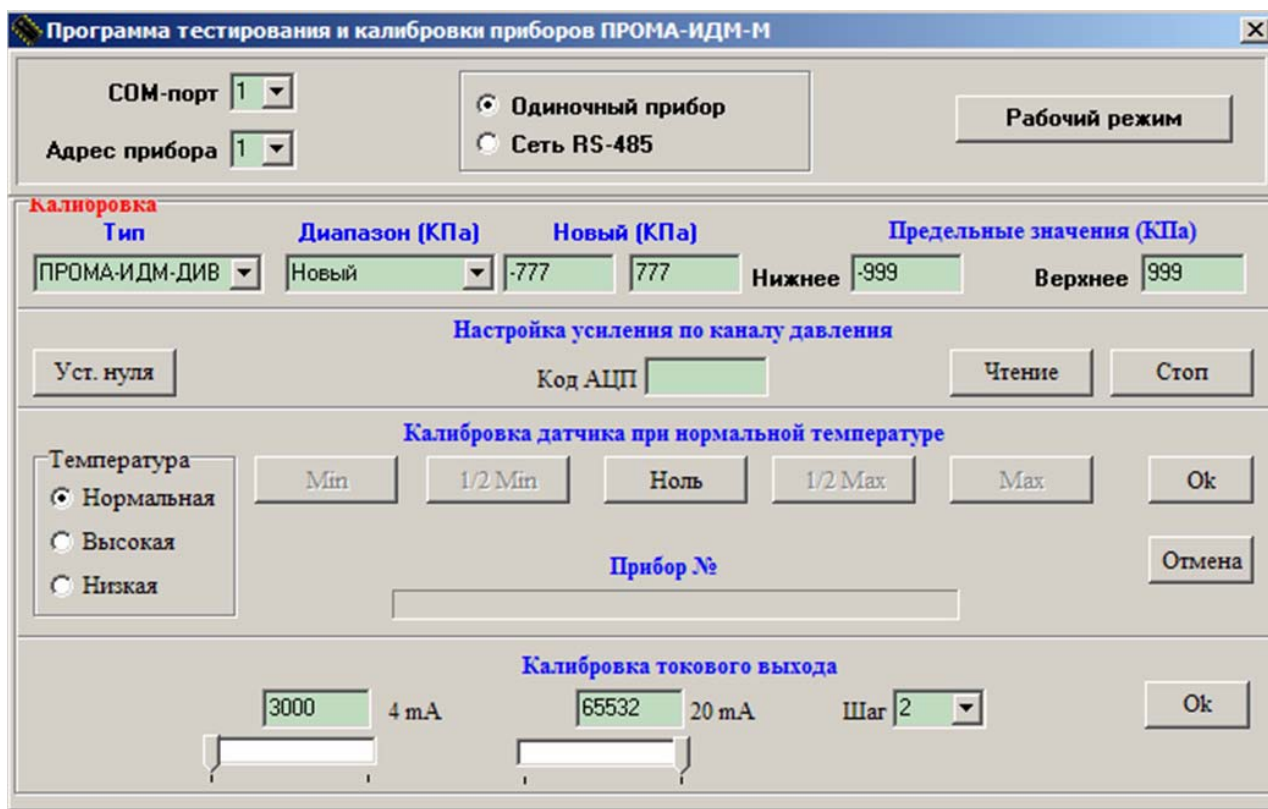 Программа тестирования и калибровки приборов ПРОМА-ИДМ-М
COM-порт 1
Адрес прибора 1
Одиночный прибор
Сеть RS-485
Рабочий режим
Калибровка
Тип Диапазон (КПа) Новый (КПа) Предельные значения (КПа)
ПРОМА-ИДМ-ДИВ Новый -777 777 Нижнее -999 Верхнее 999
Настройка усиления по каналу давления
Уст. нуля Код АЦП Чтение Стоп
Калибровка датчика при нормальной температуре
Температура
Нормальная
Высокая
Низкая
Min 1/2 Min Ноль 1/2 Max Max Ok
Отмена
Прибор №
Калибровка токового выхода
3000 4 mA 65532 20 mA Шаг 2 Ok